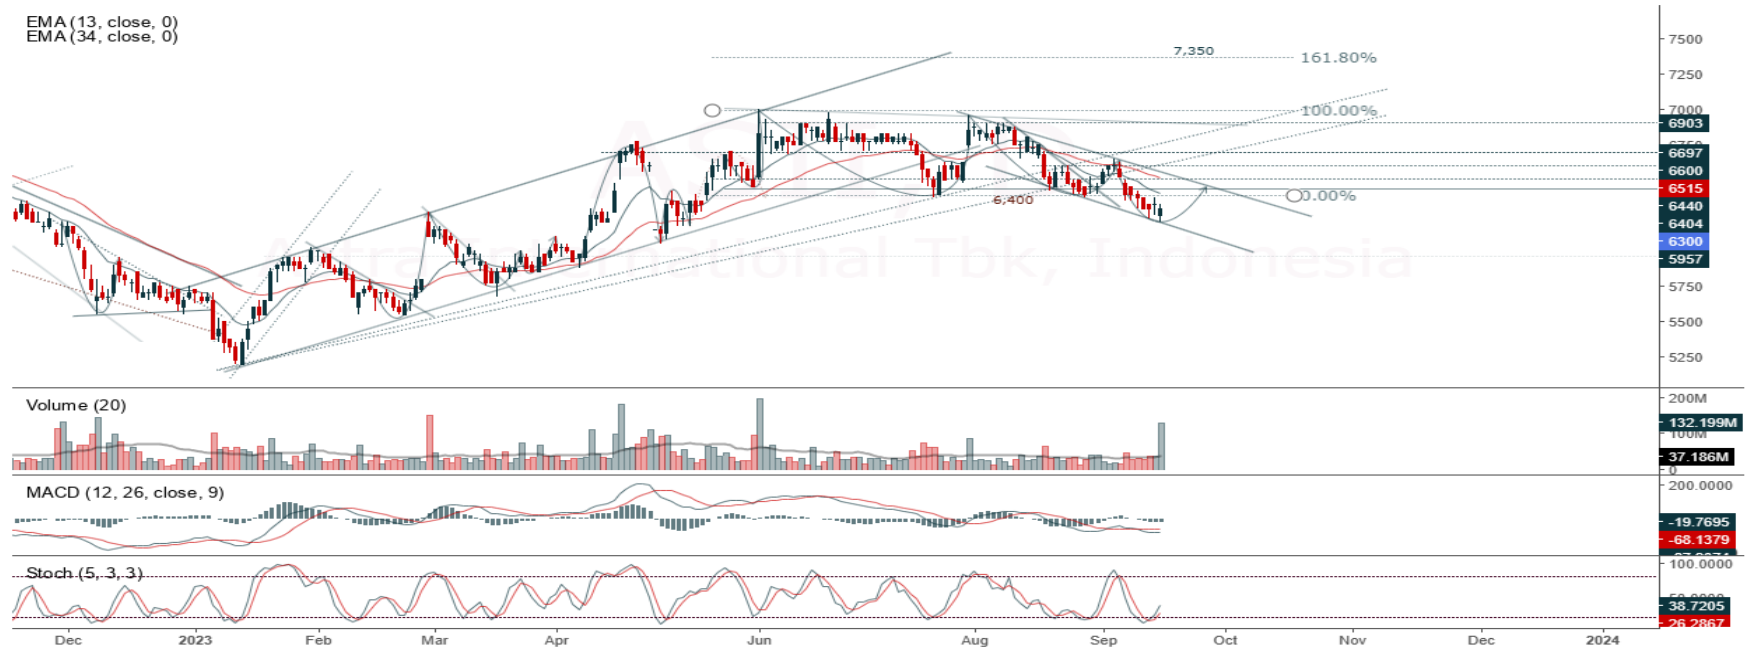 EMA (13, close, 0)
EMA (34, close, 0)
7500
7,350
161.80%
7250
7000
100.00%
6903
6697
6600
6515
0.00%
6,400
6440
6404
6300
5957
5750
5500
5250
Volume (20)
200M
132.199M
100M
37.186M
0
MACD (12, 26, close, 9)
200.0000
-19.7695
-68.1379
Stoch (5, 3, 3)
100.0000
38.7205
26.2867
Dec
2023
Feb
Mar
Apr
Jun
Aug
Sep
Oct
Nov
Dec
2024